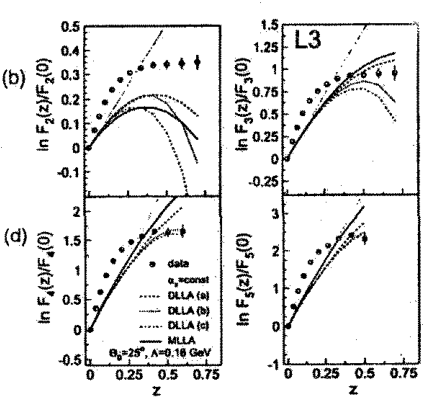 L3
(b)
ln F2(z)/F2(0)
0.5
0.4
0.3
0.2
0.1
0
-0.1
0 0.25 0.5 0.75
ln F3(z)/F3(0)
1.5
1.25
1
0.75
0.5
0.25
0
-0.25
0 0.25 0.5 0.75
(d)
ln F4(z)/F4(0)
2
1.5
1
0.5
0
-0.5
data
αs=const
DLLA (a)
DLLA (b)
DLLA (c)
MLLA
Θ0=25°, Λ=0.16 GeV
0 0.25 0.5 0.75
z
ln F5(z)/F5(0)
3
2
1
0
-1
0 0.25 0.5 0.75
z